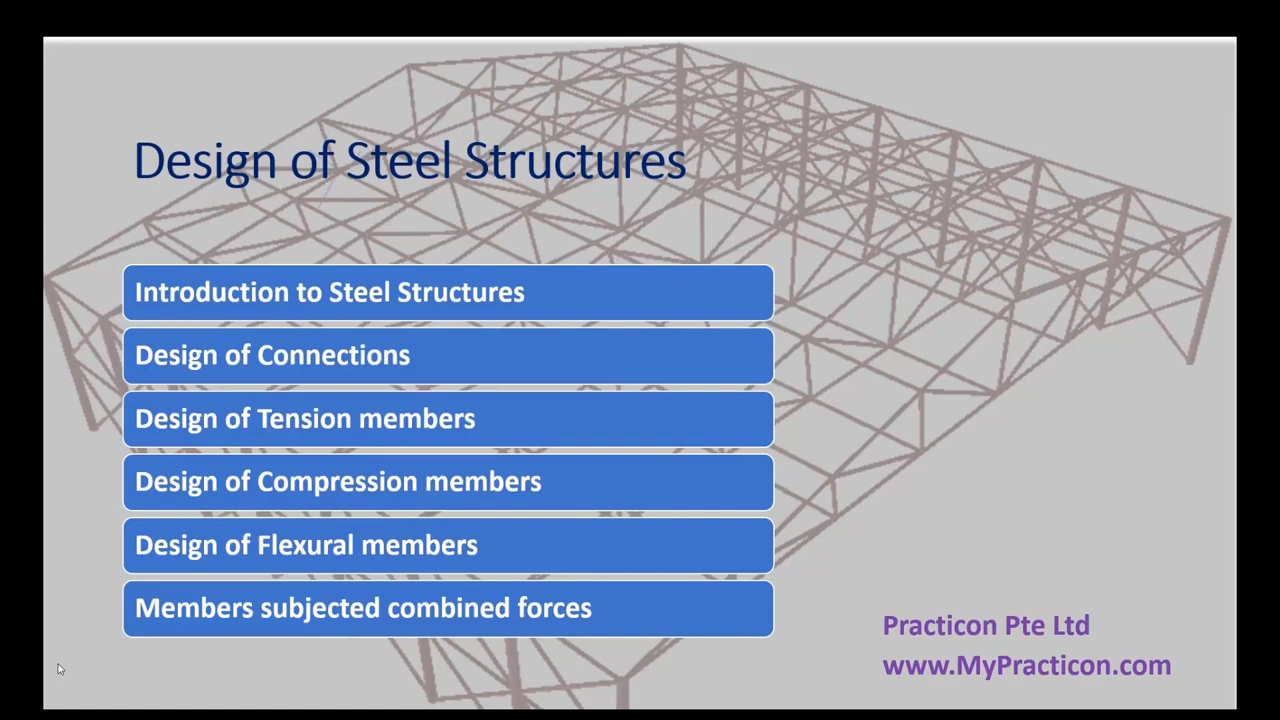 Design of Steel Structures
Introduction to Steel Structures
Design of Connections
Design of Tension members
Design of Compression members
Design of Flexural members
Members subjected combined forces
Practicon Pte Ltd
www.MyPracticon.com